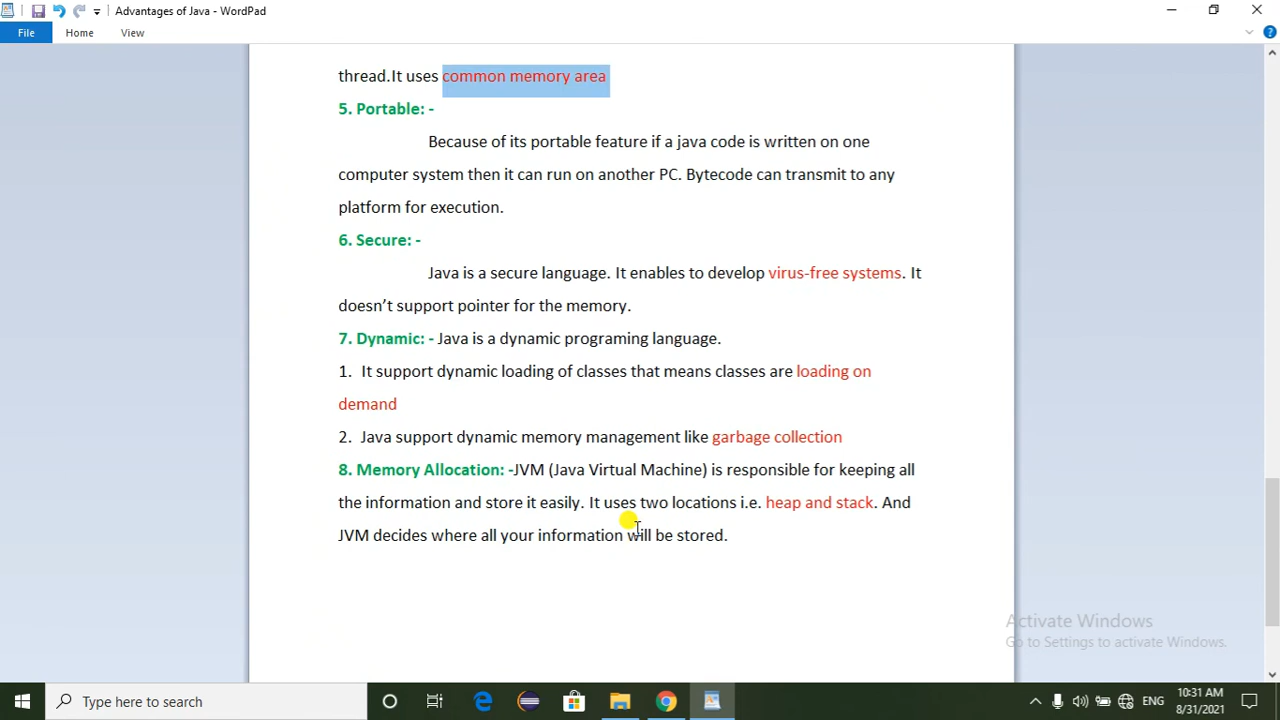 Advantages of Java - WordPad
File Home View
thread.It uses common memory area
5. Portable: -
Because of its portable feature if a java code is written on one
computer system then it can run on another PC. Bytecode can transmit to any
platform for execution.
6. Secure: -
Java is a secure language. It enables to develop virus-free systems. It
doesn’t support pointer for the memory.
7. Dynamic: - Java is a dynamic programing language.
1. It support dynamic loading of classes that means classes are loading on
demand
2. Java support dynamic memory management like garbage collection
8. Memory Allocation: -JVM (Java Virtual Machine) is responsible for keeping all
the information and store it easily. It uses two locations i.e. heap and stack. And
JVM decides where all your information will be stored.
Activate Windows
Go to Settings to activate Windows.
Type here to search
ENG
10:31 AM
8/31/2021